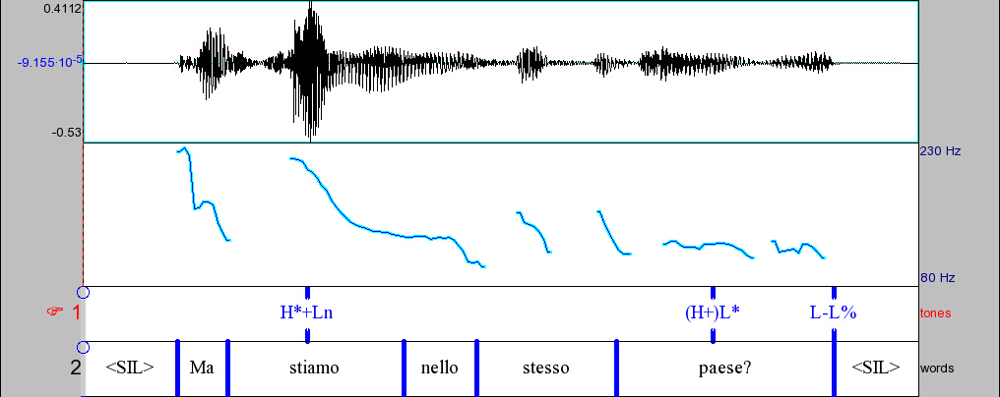 0.4112
-9.155·10-5
-0.53
230 Hz
80 Hz
☞ 1 H*+Ln (H+)L* L-L% tones
2 <SIL> Ma stiamo nello stesso paese? <SIL> words